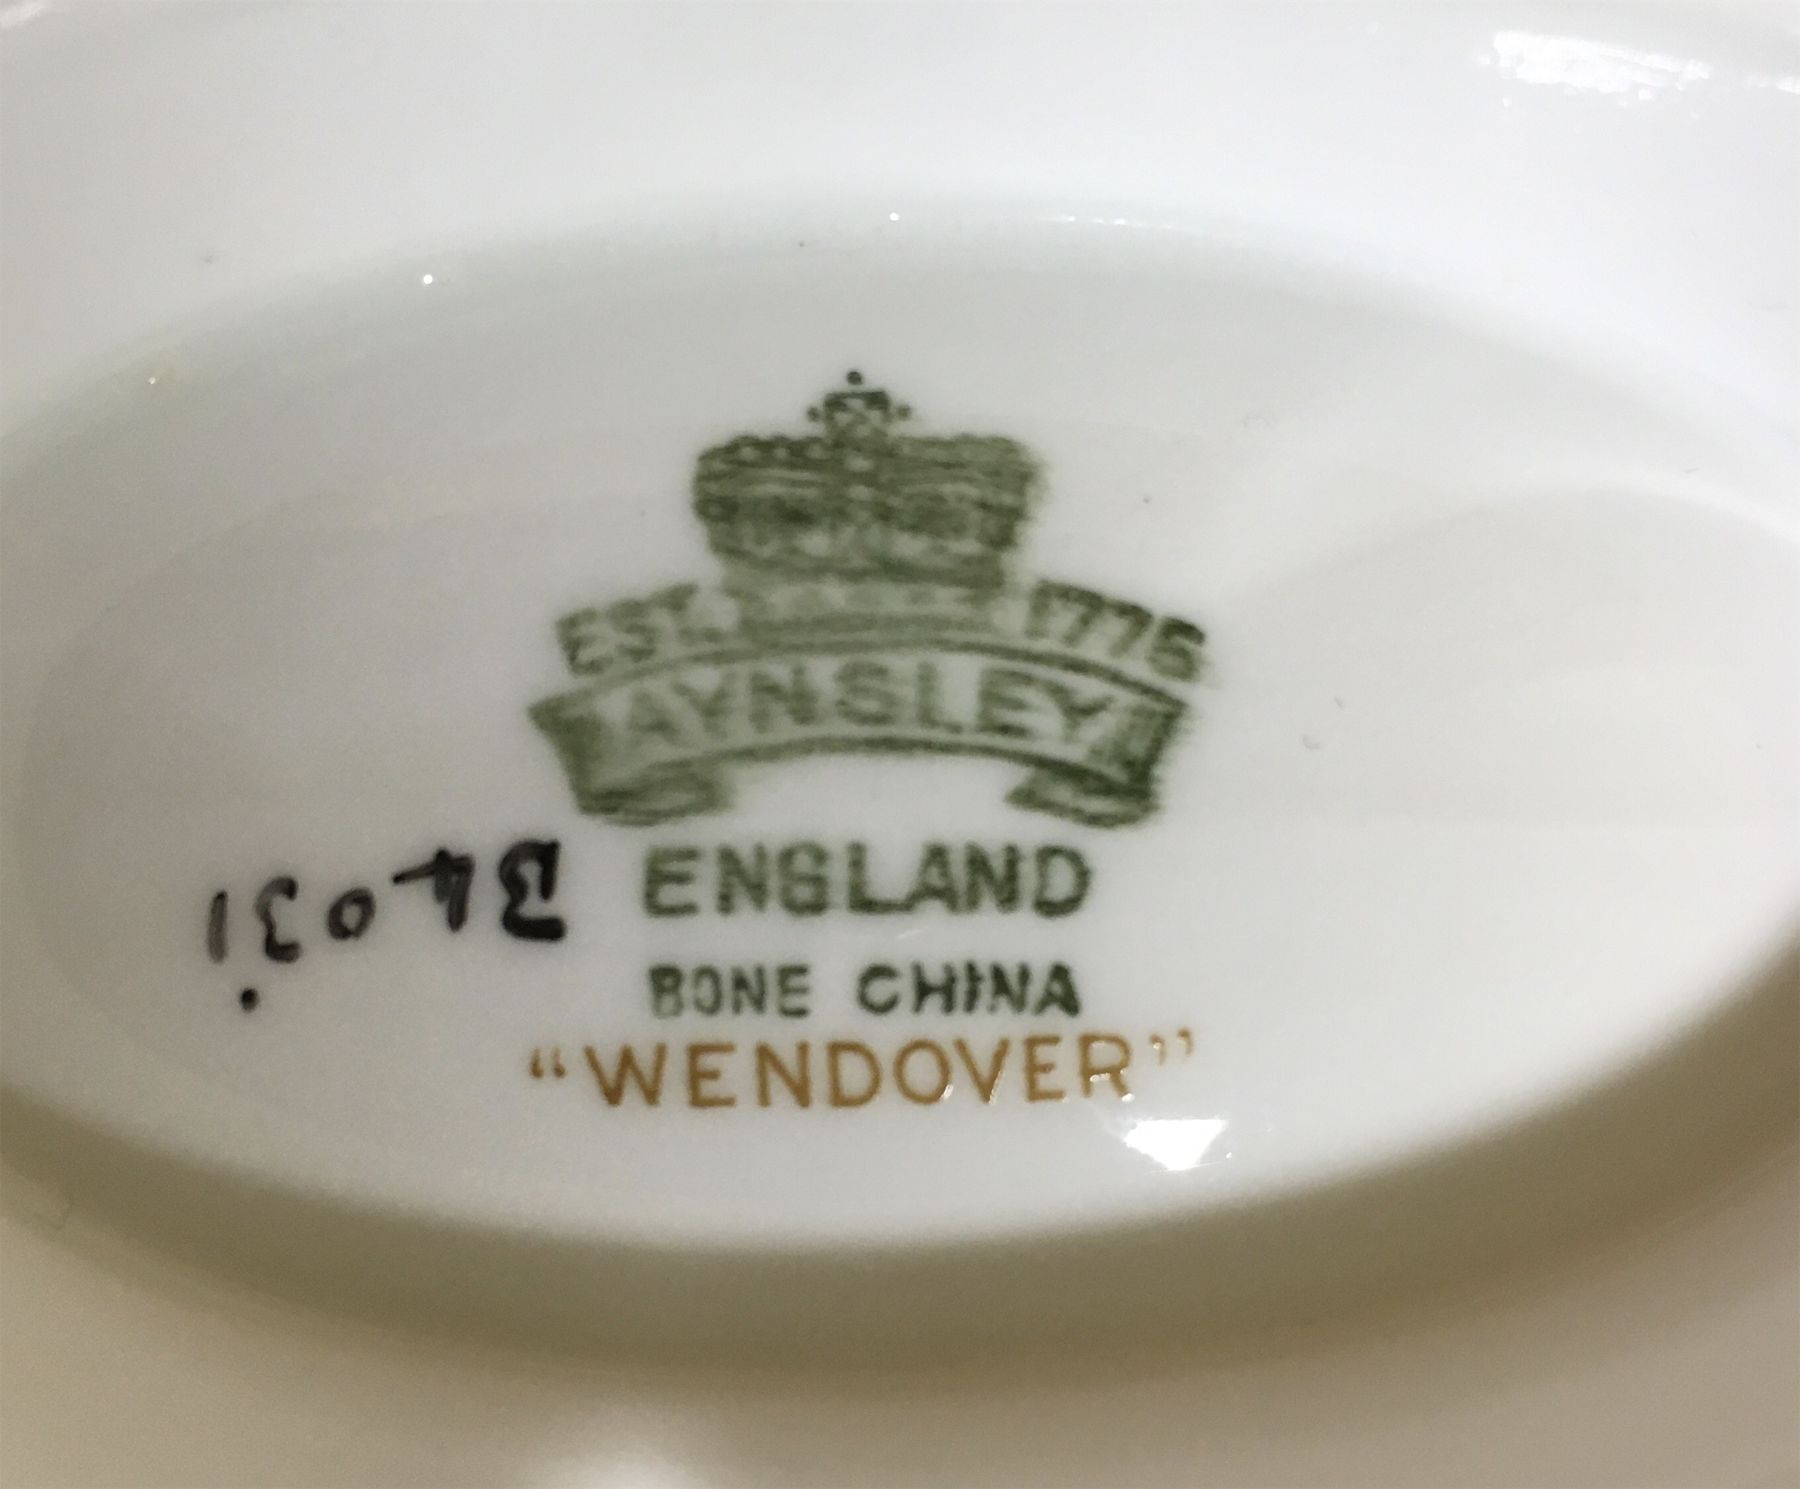 EST. 1775
AYNSLEY
ENGLAND
BONE CHINA
“WENDOVER”
B4031